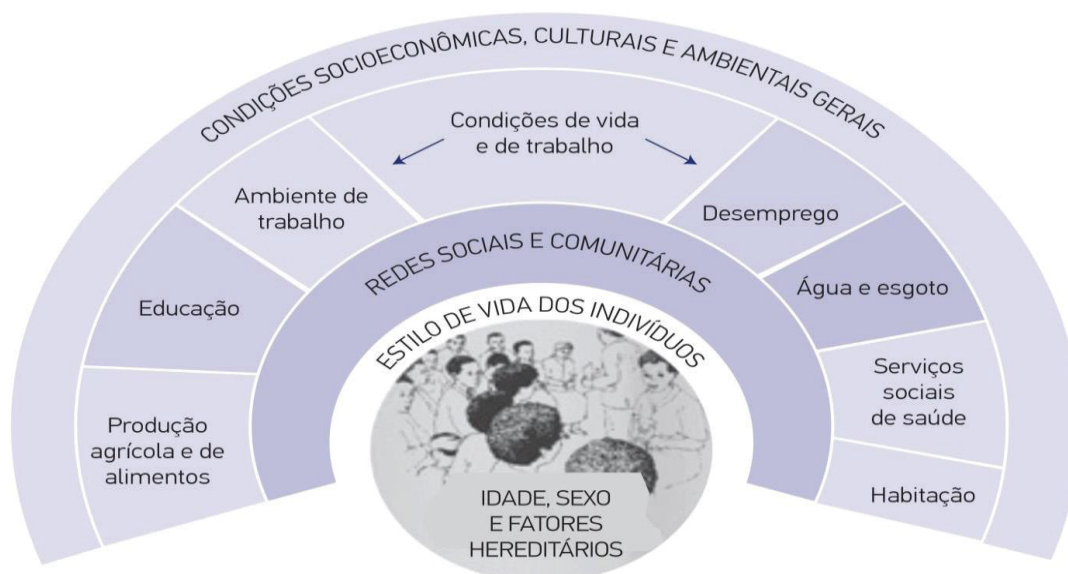 CONDIÇÕES SOCIOECONÔMICAS, CULTURAIS E AMBIENTAIS GERAIS
Condições de vida
e de trabalho
Ambiente de
trabalho
Desemprego
REDES SOCIAIS E COMUNITÁRIAS
Educação
Água e esgoto
ESTILO DE VIDA DOS INDIVÍDUOS
Produção
agrícola e de
alimentos
Serviços
sociais
de saúde
Habitação
IDADE, SEXO
E FATORES
HEREDITÁRIOS